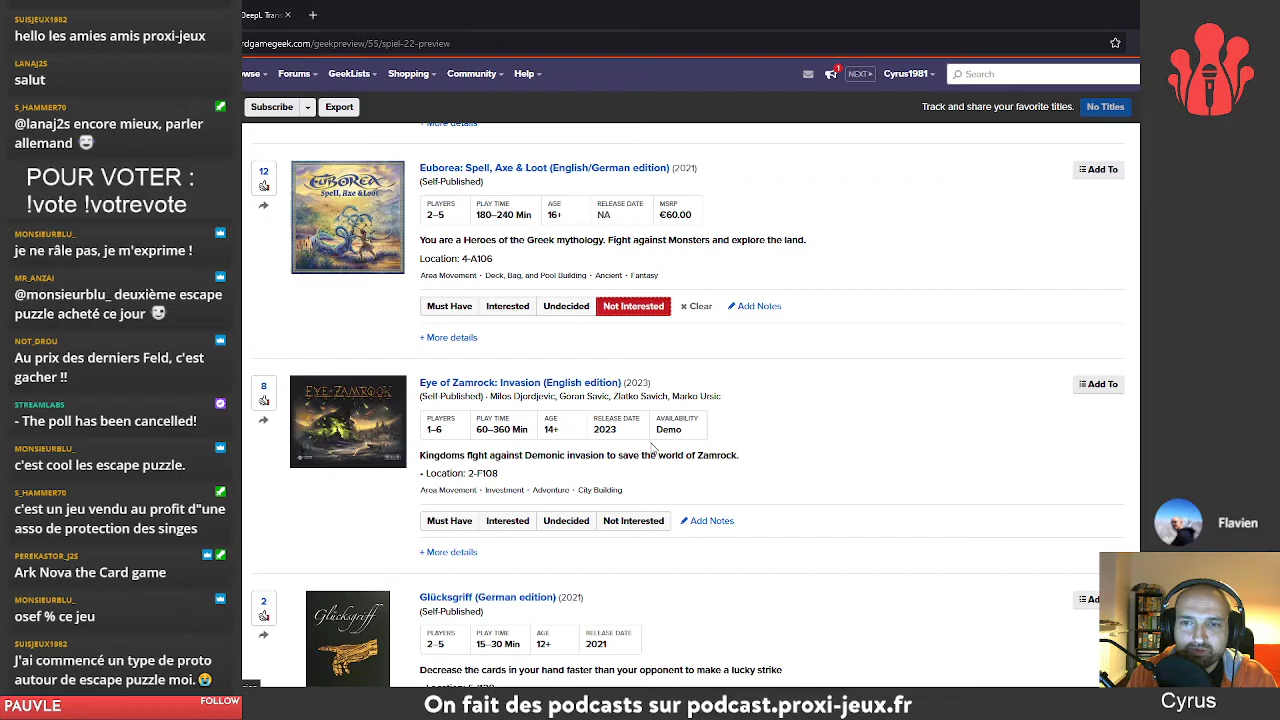 SUISJEUX1982
hello les amies amis proxi-jeux
LANAJ2S
salut
S_HAMMER70
@lanaj2s encore mieux, parler
allemand
POUR VOTER :
!vote !votrevote
MONSIEURBLU_
je ne râle pas, je m'exprime !
MR_ANZAI
@monsieurblu_ deuxième escape
puzzle acheté ce jour
NOT_DROU
Au prix des derniers Feld, c'est
gacher !!
STREAMLABS
- The poll has been cancelled!
MONSIEURBLU_
c'est cool les escape puzzle.
S_HAMMER70
c'est un jeu vendu au profit d"une
asso de protection des singes
PEREKASTOR_J2S
Ark Nova the Card game
MONSIEURBLU_
osef % ce jeu
SUISJEUX1982
J'ai commencé un type de proto
autour de escape puzzle moi.
PAUVLE
FOLLOW
DeepL Trans
rdgamegeek.com/geekpreview/55/spiel-22-preview
wse Forums GeekLists Shopping Community Help
1 NEXT Cyrus1981 Search
Subscribe Export Track and share your favorite titles. No Titles
+ More details
12
EUBOREA
Spell, Axe & Loot
Euborea: Spell, Axe & Loot (English/German edition) (2021)
Add To
(Self-Published)
PLAYERS PLAY TIME AGE RELEASE DATE MSRP
2–5 180–240 Min 16+ NA €60.00
You are a Heroes of the Greek mythology. Fight against Monsters and explore the land.
Location: 4-A106
Area Movement · Deck, Bag, and Pool Building · Ancient · Fantasy
Must Have Interested Undecided Not Interested Clear Add Notes
+ More details
8
EYE OF ZAMROCK
Eye of Zamrock: Invasion (English edition) (2023)
Add To
(Self-Published) · Milos Djordjevic, Goran Savic, Zlatko Savich, Marko Ursic
PLAYERS PLAY TIME AGE RELEASE DATE AVAILABILITY
1–6 60–360 Min 14+ 2023 Demo
Kingdoms fight against Demonic invasion to save the world of Zamrock.
- Location: 2-F108
Area Movement · Investment · Adventure · City Building
Must Have Interested Undecided Not Interested Add Notes
+ More details
2
Glücksgriff
Glücksgriff (German edition) (2021)
Ad
(Self-Published)
PLAYERS PLAY TIME AGE RELEASE DATE
2–5 15–30 Min 12+ 2021
Decrease the cards in your hand faster than your opponent to make a lucky strike
Flavien
On fait des podcasts sur podcast.proxi-jeux.fr
Cyrus